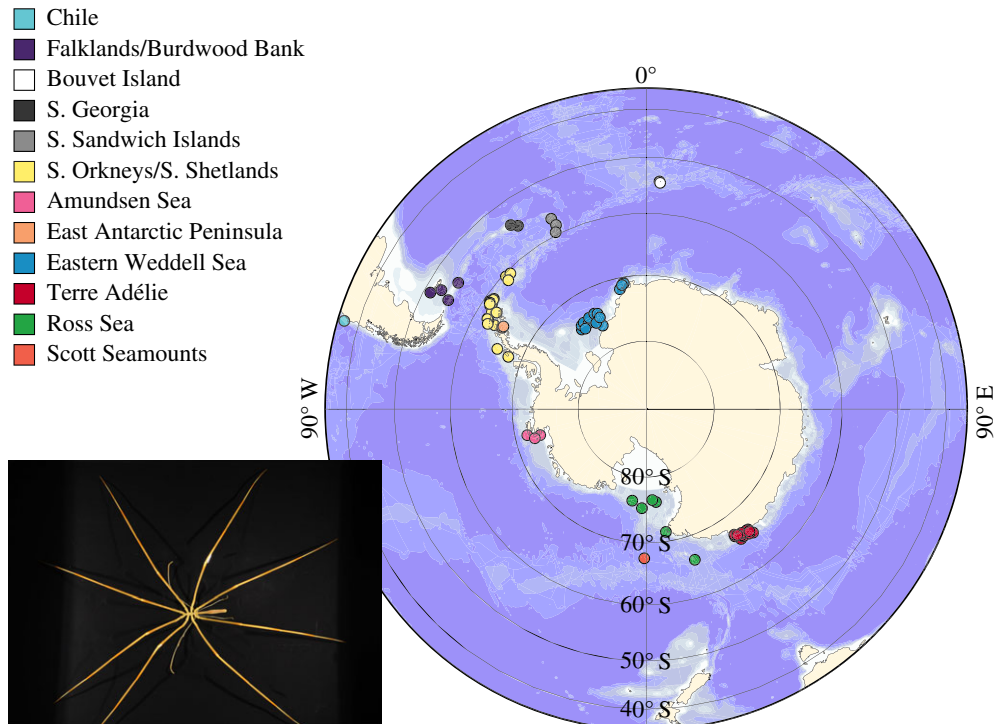 Chile
Falklands/Burdwood Bank
Bouvet Island
S. Georgia
S. Sandwich Islands
S. Orkneys/S. Shetlands
Amundsen Sea
East Antarctic Peninsula
Eastern Weddell Sea
Terre Adélie
Ross Sea
Scott Seamounts
0°
90° W
90° E
80° S
70° S
60° S
50° S
40° S